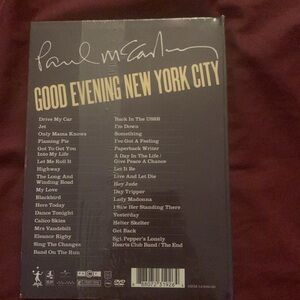 Paul McCartney
GOOD EVENING NEW YORK CITY
Drive My Car
Jet
Only Mama Knows
Flaming Pie
Got To Get You
Into My Life
Let Me Roll It
Highway
The Long And
Winding Road
My Love
Blackbird
Here Today
Dance Tonight
Calico Skies
Mrs Vandebilt
Eleanor Rigby
Sing The Changes
Band On The Run
Back In The USSR
I'm Down
Something
I've Got a Feeling
Paperback Writer
A Day In The Life /
Give Peace A Chance
Let It Be
Live And Let Die
Hey Jude
Day Tripper
Lady Madonna
I Saw Her Standing There
Yesterday
Helter Skelter
Get Back
Sgt Pepper's Lonely
Hearts Club Band / The End
DVD